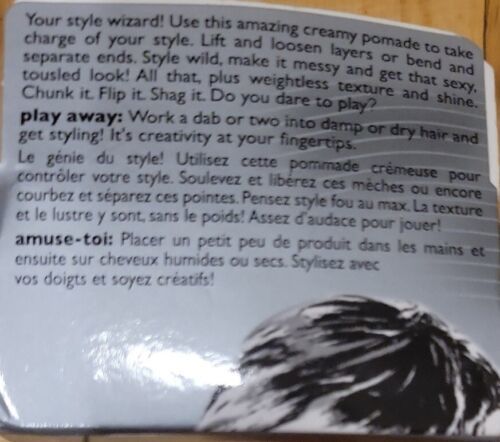 Your style wizard! Use this amazing creamy pomade to take
charge of your style. Lift and loosen layers or bend and
separate ends. Style wild, make it messy and get that sexy,
tousled look! All that, plus weightless texture and shine.
Chunk it. Flip it. Shag it. Do you dare to play?
play away: Work a dab or two into damp or dry hair and
get styling! It's creativity at your fingertips.
Le génie du style! Utilisez cette pommade crémeuse pour
contrôler votre style. Soulevez et libérez ces mèches ou encore
courbez et séparez ces pointes. Pensez style fou au max. La texture
et le lustre y sont, sans le poids! Assez d'audace pour jouer!
amuse-toi: Placer un petit peu de produit dans les mains et
ensuite sur cheveux humides ou secs. Stylisez avec
vos doigts et soyez créatifs!